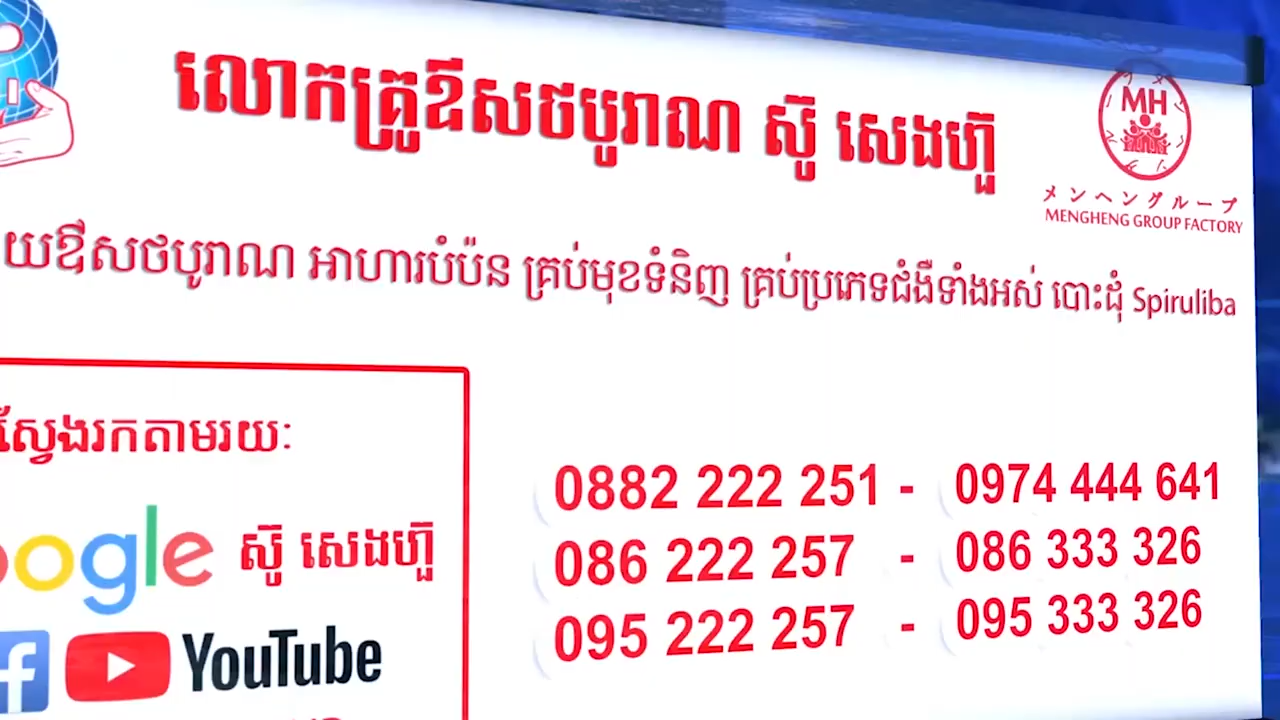 លោកគ្រូឱីសថបូរាណ ស៊ូ សេងហ៊ួ
MH
メンヘングループ
MENGHENG GROUP FACTORY
យឱីសថបូរាណ អាហារបំប៉ន គ្រប់មុខទំនិញ គ្រប់ប្រភេទជំងឺទាំងអស់ បោះដុំ Spiruliba
ស្វែងរកតាមរយៈ
oogle ស៊ូ សេងហ៊ួ
f YouTube
0882 222 251 - 0974 444 641
086 222 257 - 086 333 326
095 222 257 - 095 333 326